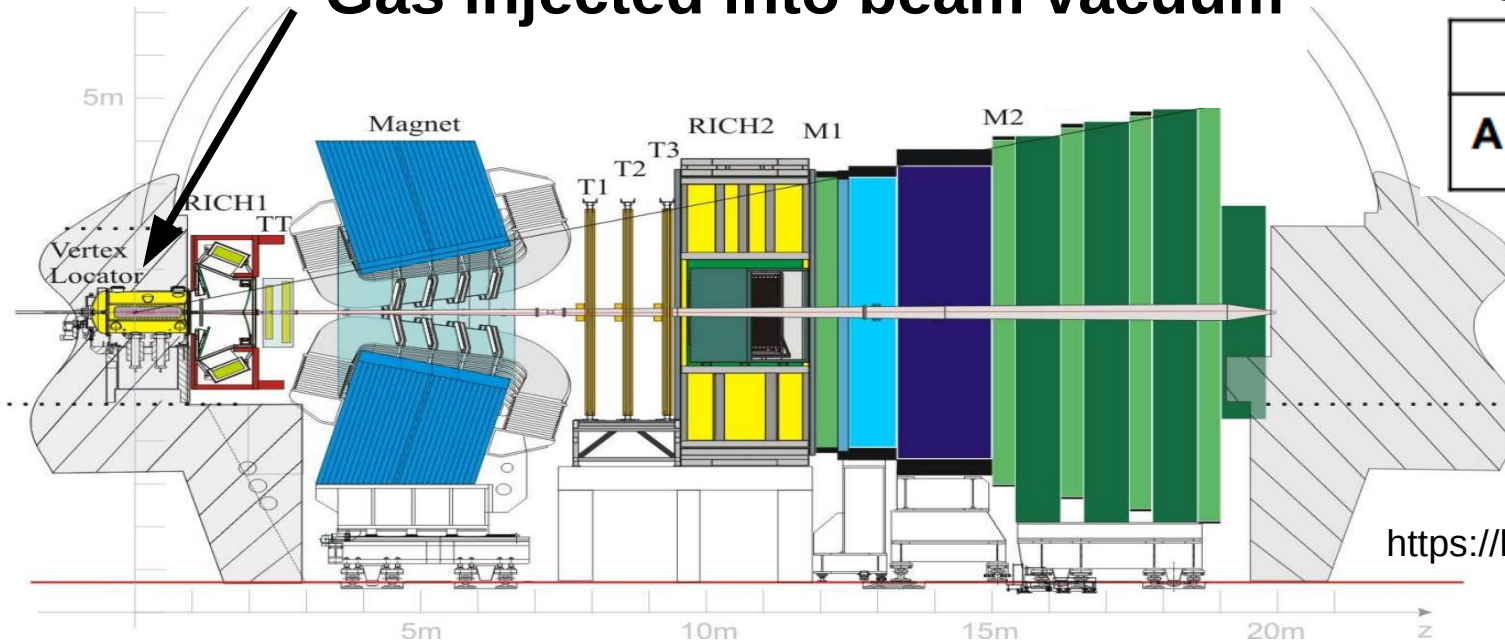 Gas injected into beam vacuum
A
5m
Magnet
RICH2
M1
M2
T3
T2
T1
RICH1
TT
Vertex
Locator
https://
5m
10m
15m
20m
z